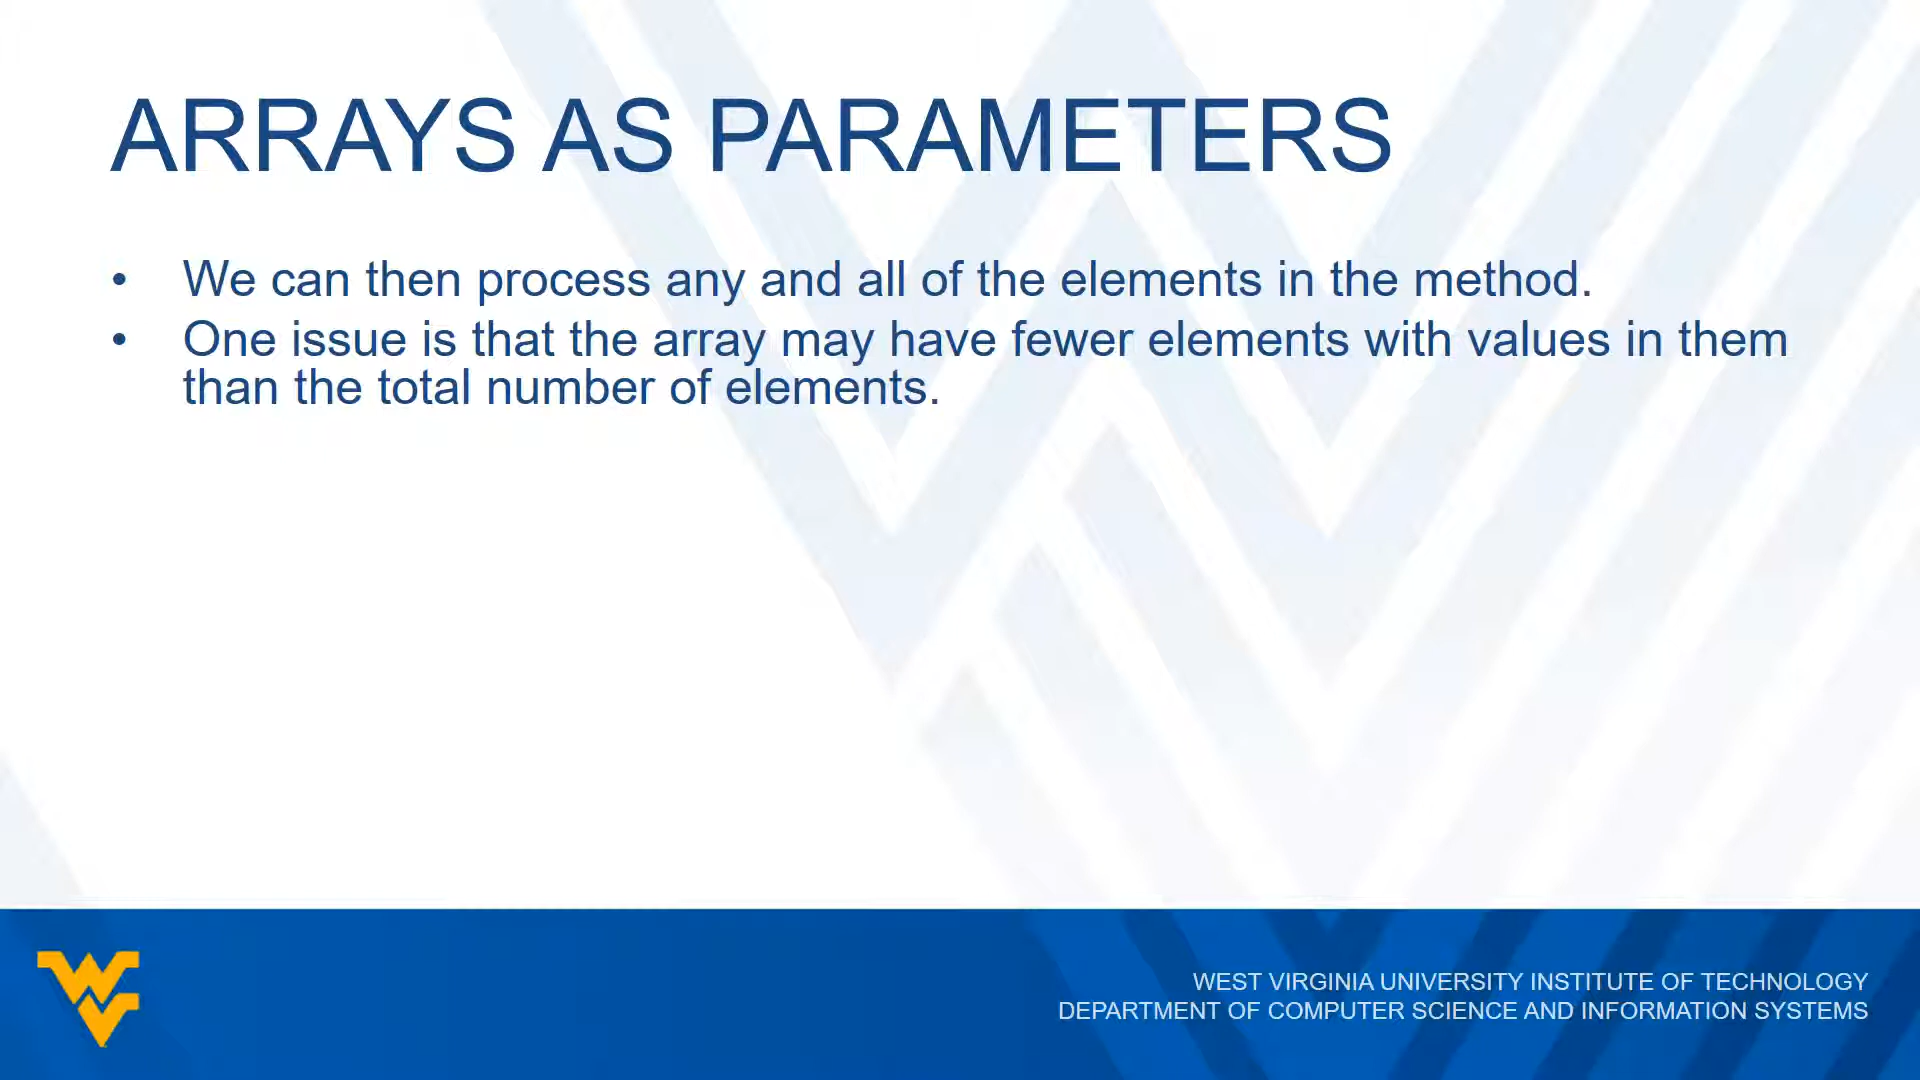 ARRAYS AS PARAMETERS
• We can then process any and all of the elements in the method.
• One issue is that the array may have fewer elements with values in them
than the total number of elements.
WEST VIRGINIA UNIVERSITY INSTITUTE OF TECHNOLOGY
DEPARTMENT OF COMPUTER SCIENCE AND INFORMATION SYSTEMS